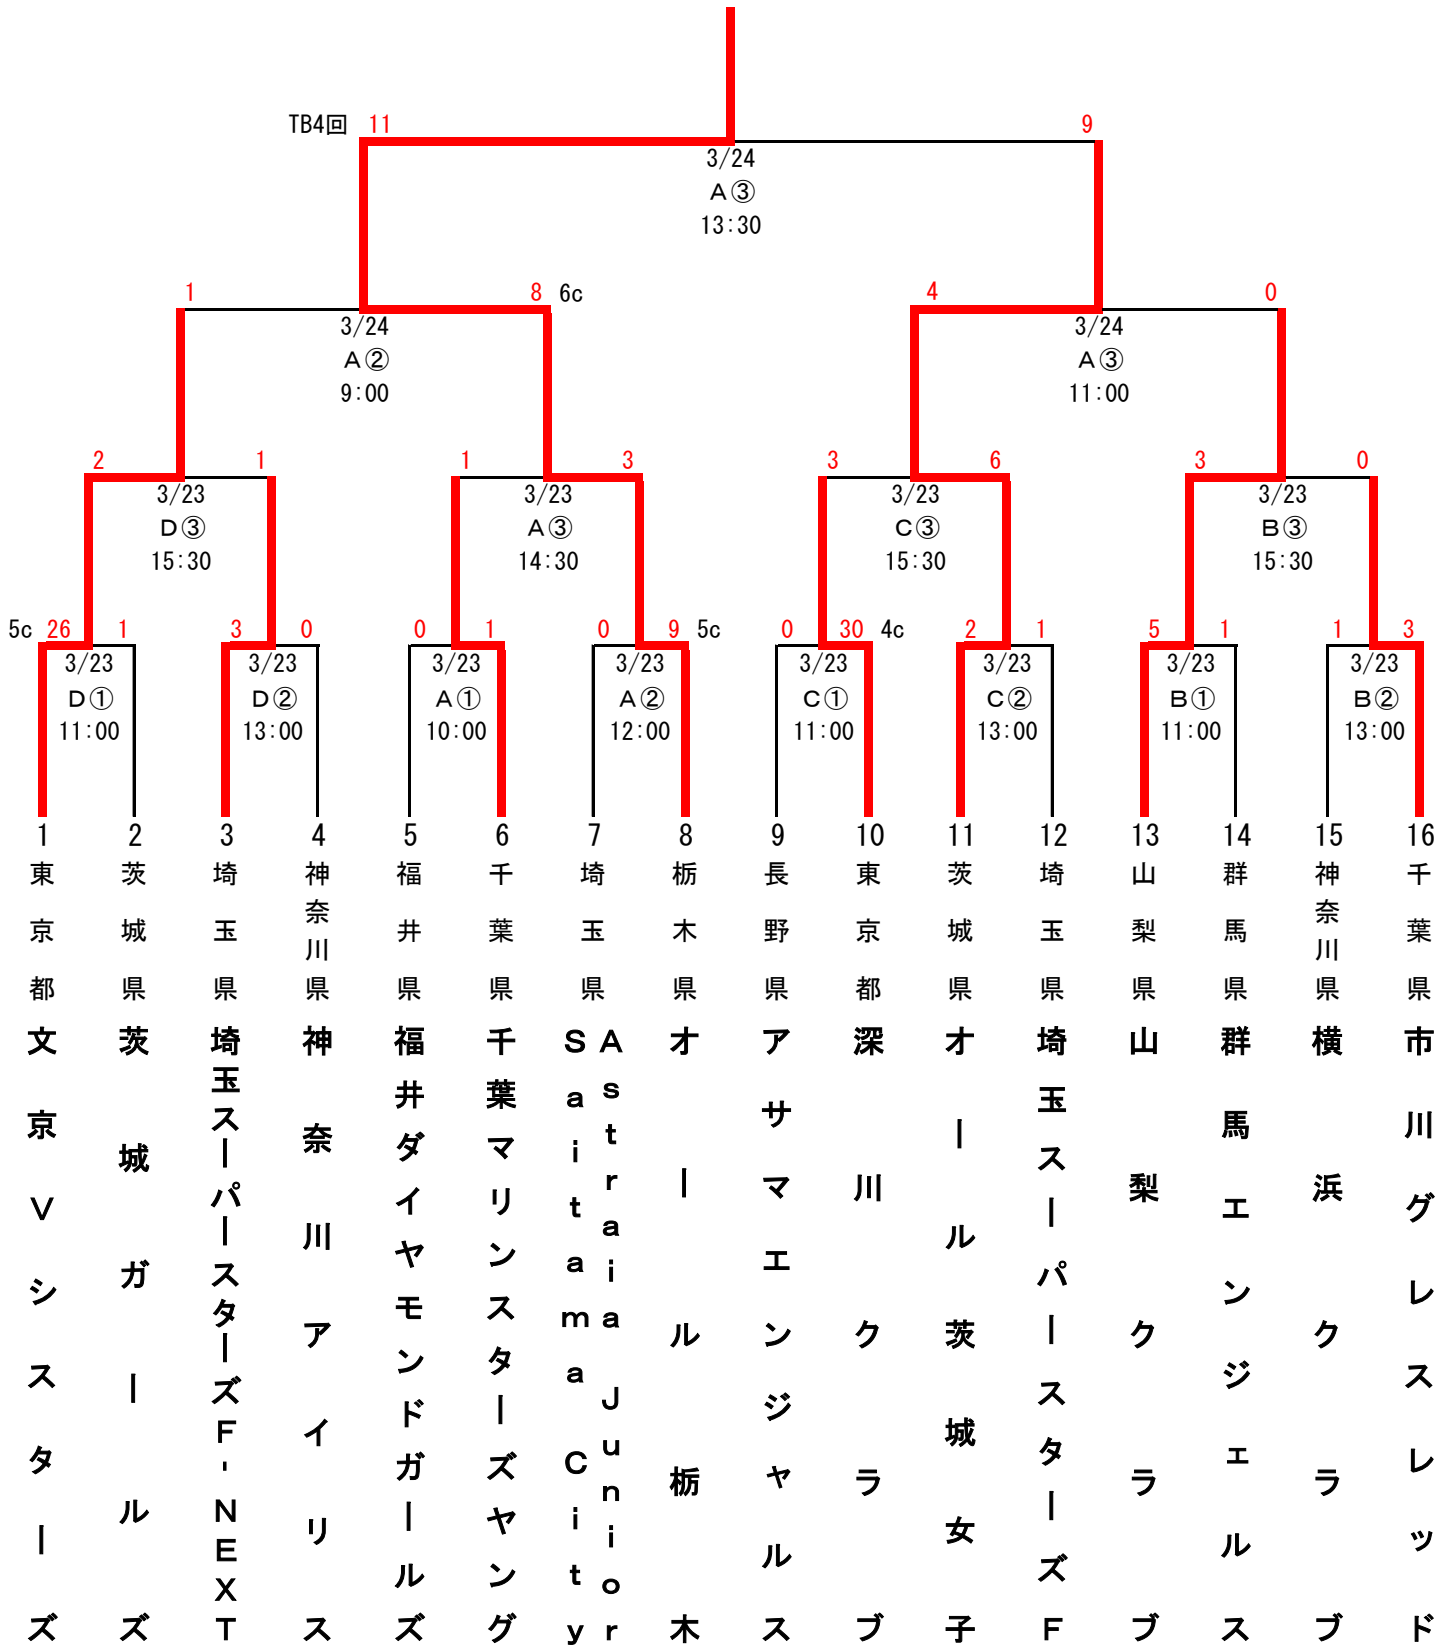 TB4回 11 9
3/24
A③
13:30
1 8 6c 4 0
3/24 3/24
A② A③
9:00 11:00
2 1 1 3 3 6 3 0
3/23 3/23 3/23 3/23
D③ A③ C③ B③
15:30 14:30 15:30 15:30
5c 26 1 3 0 0 1 0 9 5c 0 30 4c 2 1 5 1 1 3
3/23 3/23 3/23 3/23 3/23 3/23 3/23 3/23
D① D② A① A② C① C② B① B②
11:00 13:00 10:00 12:00 11:00 13:00 11:00 13:00
1 2 3 4 5 6 7 8 9 10 11 12 13 14 15 16
東京都
文京Vシスターズ
茨城県
茨城ガールズ
埼玉県
埼玉スーパースターズF-NEXT
神奈川県
神奈川アイリス
福井県
福井ダイヤモンドガールズ
千葉県
千葉マリンスターズヤング
埼玉県
Saitama City
Astraia Junior
栃木県
オール栃木
長野県
アサマエンジャルス
東京都
深川クラブ
茨城県
オール茨城女子
埼玉県
埼玉スーパースターズF
山梨県
山梨クラブ
群馬県
群馬エンジェルス
神奈川県
横浜クラブ
千葉県
市川グレスレッド